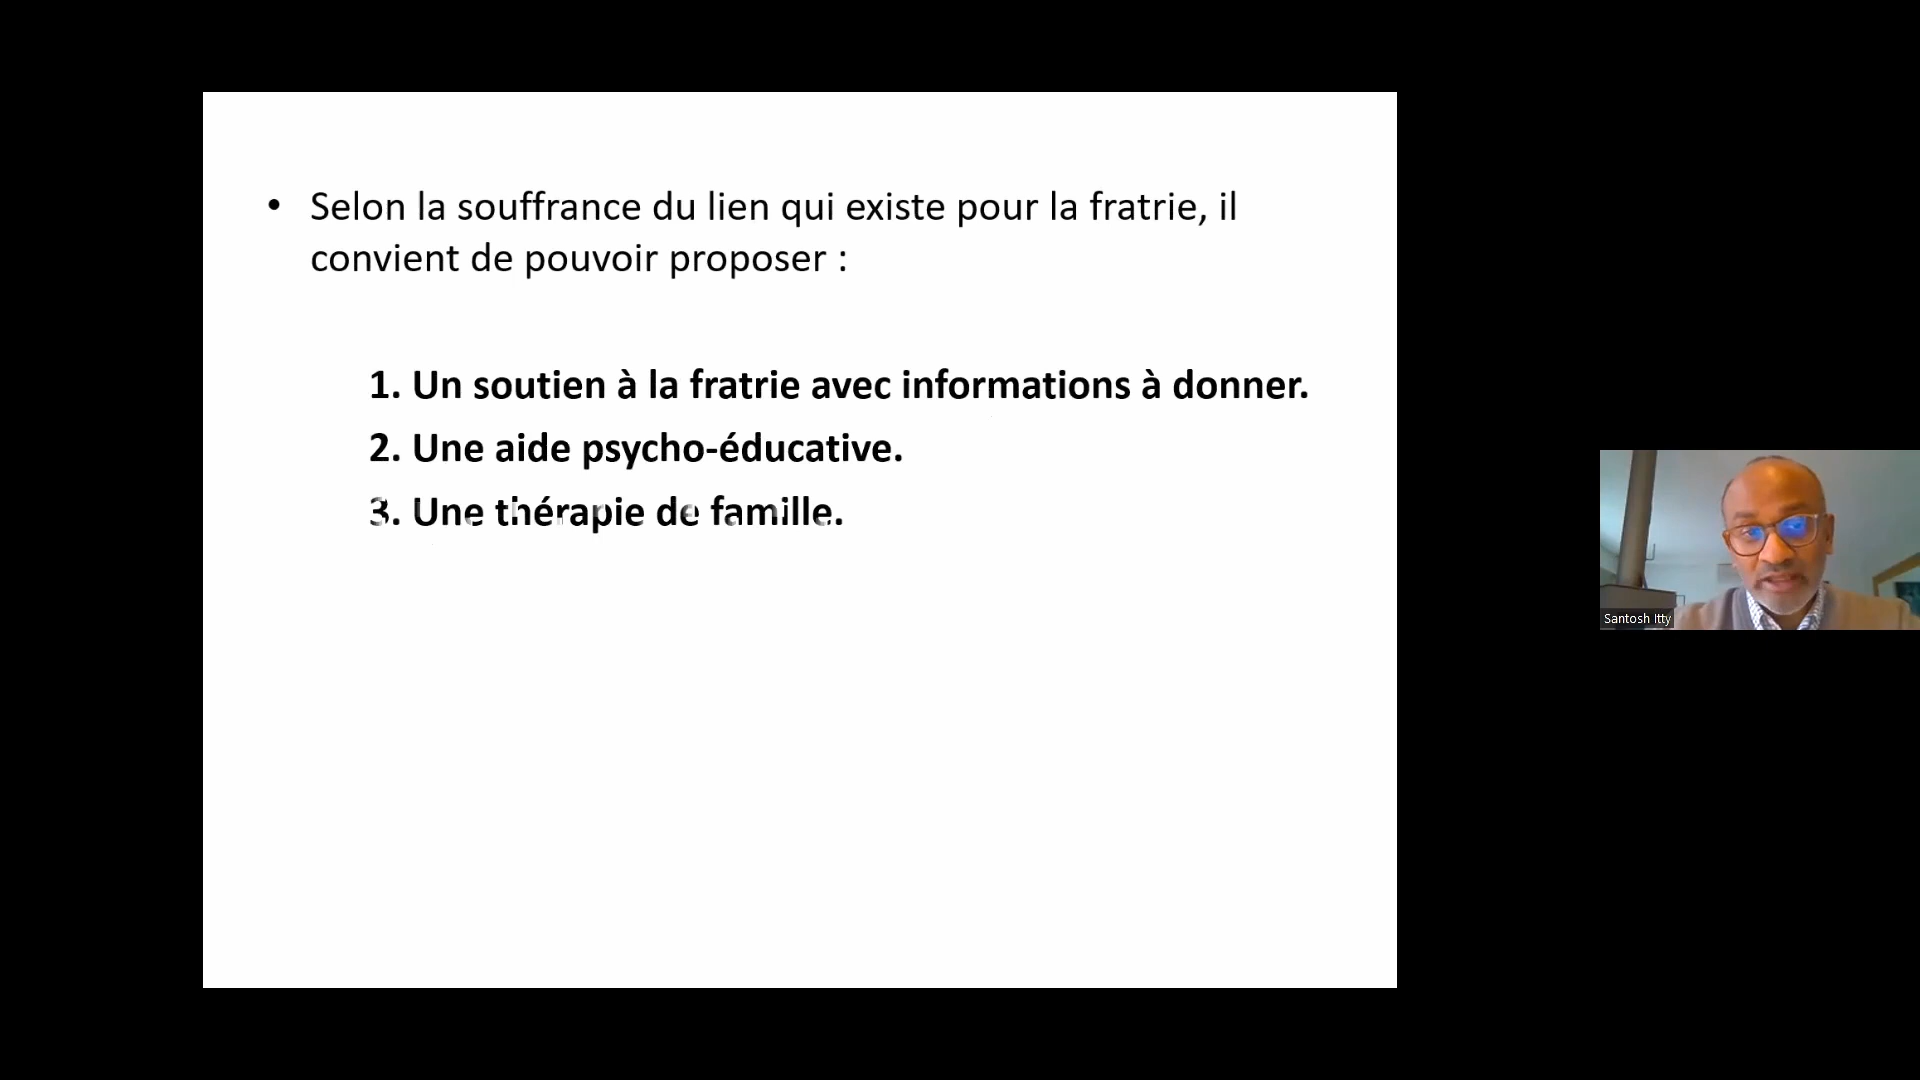 • Selon la souffrance du lien qui existe pour la fratrie, il
convient de pouvoir proposer :
1. Un soutien à la fratrie avec informations à donner.
2. Une aide psycho-éducative.
3. Une thérapie de famille.
Santosh Itty